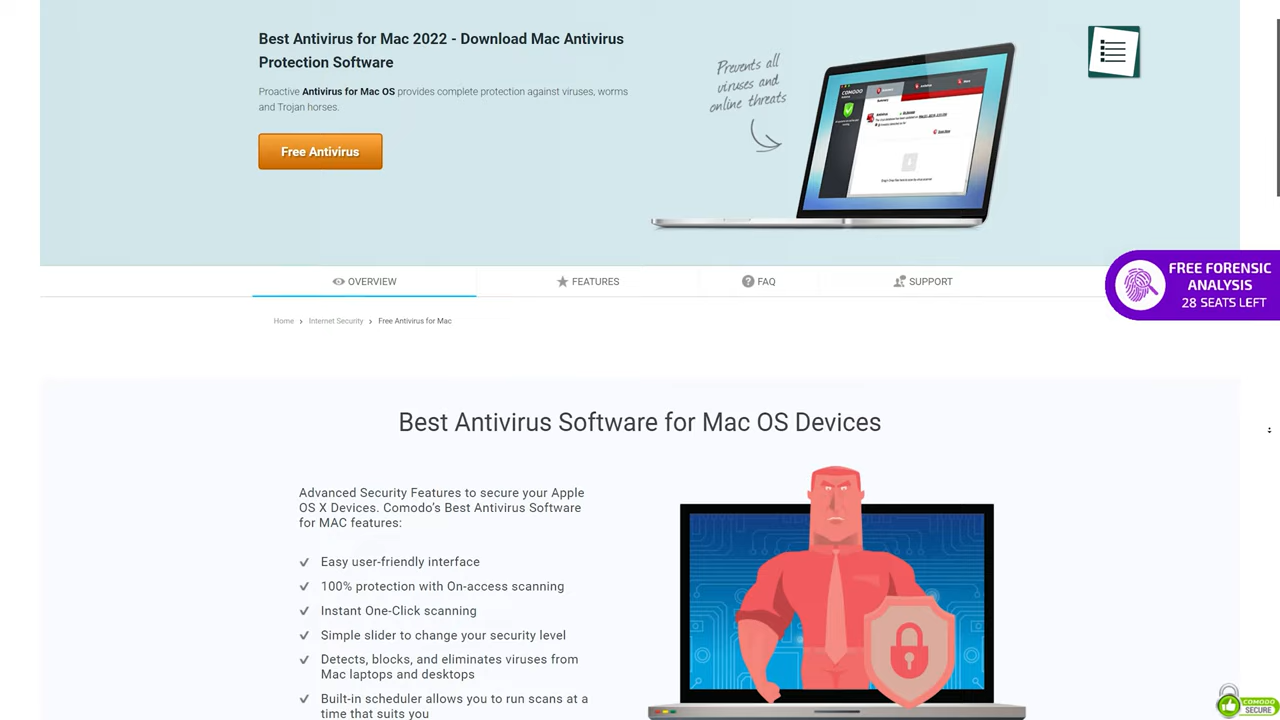 Best Antivirus for Mac 2022 - Download Mac Antivirus
Protection Software
Proactive Antivirus for Mac OS provides complete protection against viruses, worms
and Trojan horses.
Free Antivirus
Prevents all
viruses and
online threats
COMODO
OVERVIEW
FEATURES
FAQ
SUPPORT
FREE FORENSIC
ANALYSIS
28 SEATS LEFT
Home › Internet Security › Free Antivirus for Mac
Best Antivirus Software for Mac OS Devices
Advanced Security Features to secure your Apple
OS X Devices. Comodo's Best Antivirus Software
for MAC features:
Easy user-friendly interface
100% protection with On-access scanning
Instant One-Click scanning
Simple slider to change your security level
Detects, blocks, and eliminates viruses from
Mac laptops and desktops
Built-in scheduler allows you to run scans at a
time that suits you
COMODO
SECURE